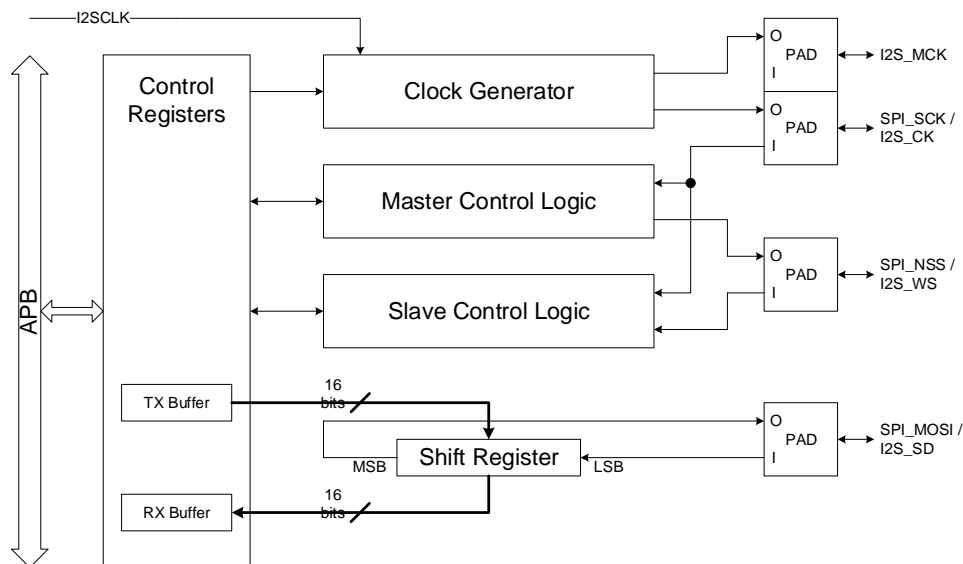 I2SCLK
APB
Control
Registers
Clock Generator
O
PAD
I
I2S_MCK
O
PAD
I
SPI_SCK /
I2S_CK
Master Control Logic
O
PAD
I
SPI_NSS /
I2S_WS
Slave Control Logic
TX Buffer
16
bits
O
PAD
I
SPI_MOSI /
I2S_SD
MSB
Shift Register
LSB
RX Buffer
16
bits